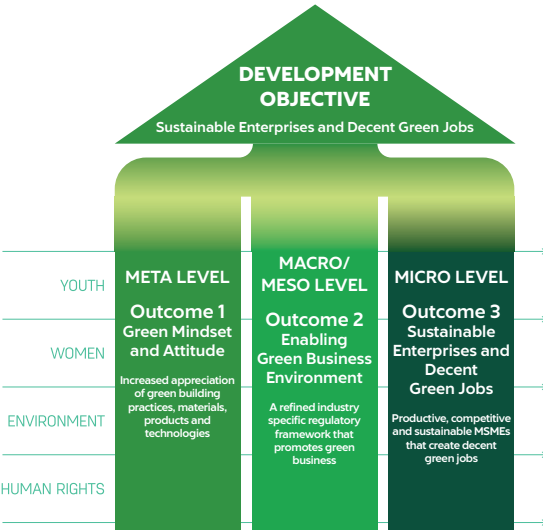 DEVELOPMENT
OBJECTIVE
Sustainable Enterprises and Decent Green Jobs
YOUTH
WOMEN
ENVIRONMENT
HUMAN RIGHTS
META LEVEL
Outcome 1
Green Mindset
and Attitude
Increased appreciation
of green building
practices, materials,
products and
technologies
MACRO/
MESO LEVEL
Outcome 2
Enabling
Green Business
Environment
A refined industry
specific regulatory
framework that
promotes green
business
MICRO LEVEL
Outcome 3
Sustainable
Enterprises and
Decent
Green Jobs
Productive, competitive
and sustainable MSMEs
that create decent
green jobs